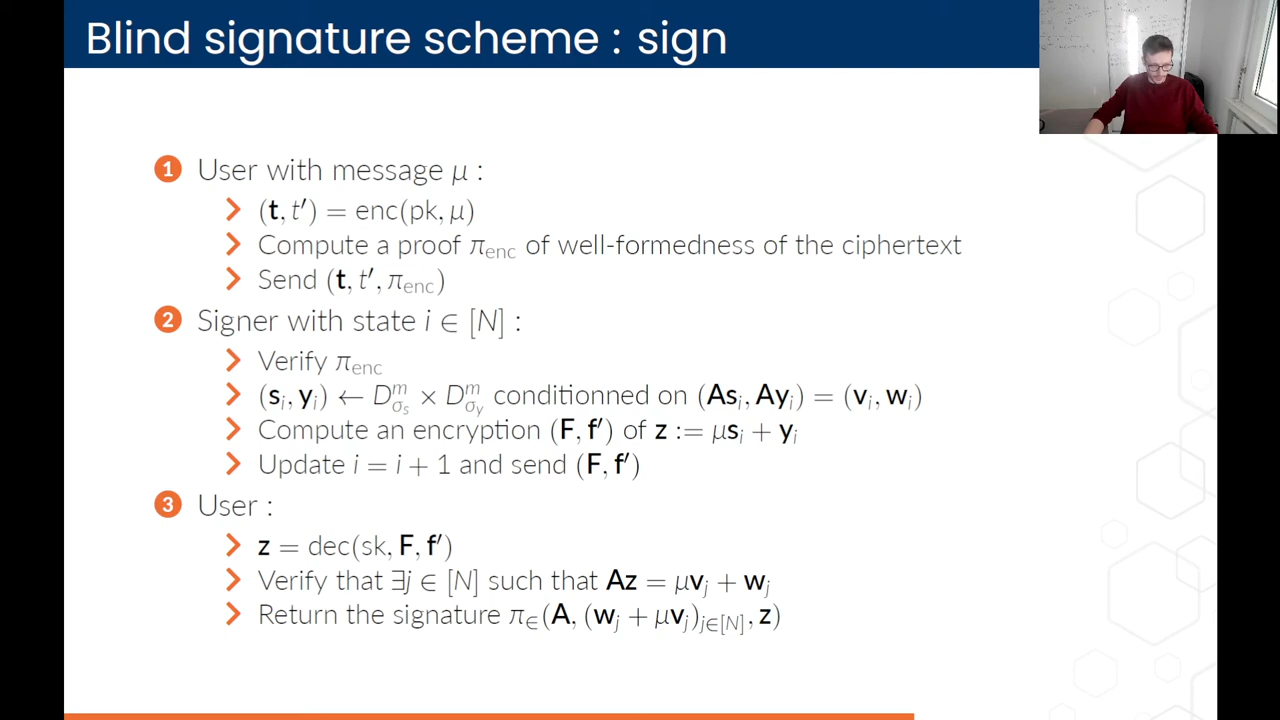 Blind signature scheme : sign
1 User with message μ :
(t, t′) = enc(pk, μ)
Compute a proof π_enc of well-formedness of the ciphertext
Send (t, t′, π_enc)
2 Signer with state i ∈ [N] :
Verify π_enc
(s_i, y_i) ← D^m_{σ_s} × D^m_{σ_y} conditionned on (As_i, Ay_i) = (v_i, w_i)
Compute an encryption (F, f′) of z := μs_i + y_i
Update i = i + 1 and send (F, f′)
3 User :
z = dec(sk, F, f′)
Verify that ∃j ∈ [N] such that Az = μv_j + w_j
Return the signature π_∈(A, (w_j + μv_j)_{j∈[N]}, z)